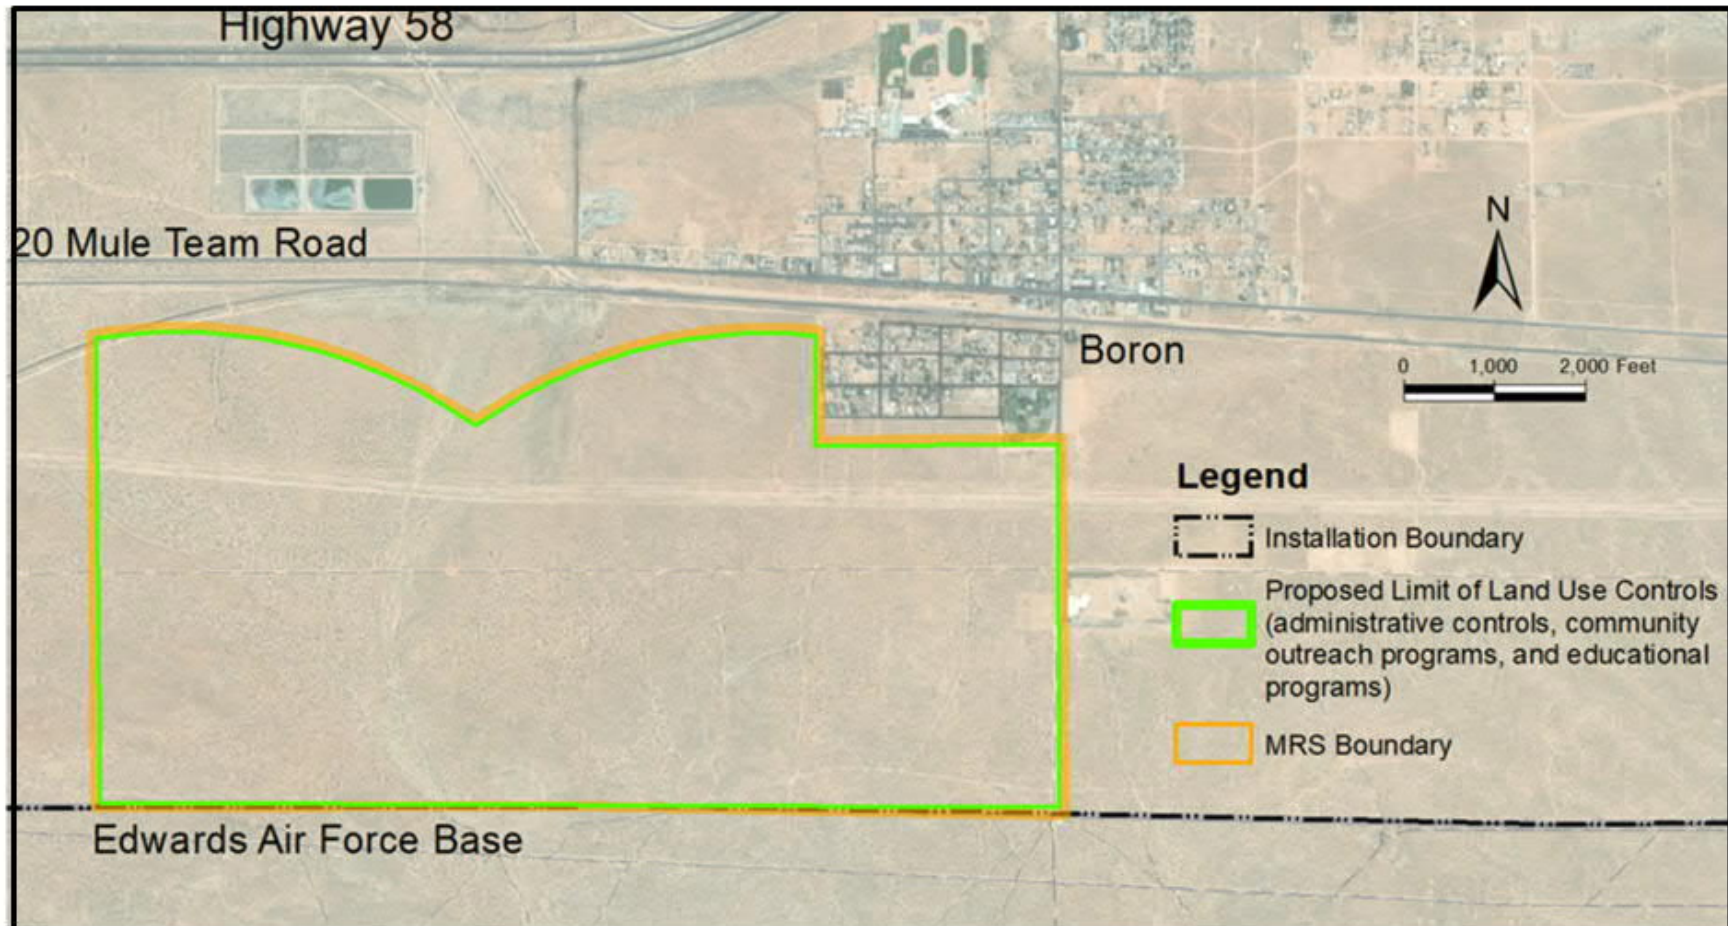 Highway 58
20 Mule Team Road
N
Boron
0 1,000 2,000 Feet
Legend
Installation Boundary
Proposed Limit of Land Use Controls
(administrative controls, community
outreach programs, and educational
programs)
MRS Boundary
Edwards Air Force Base